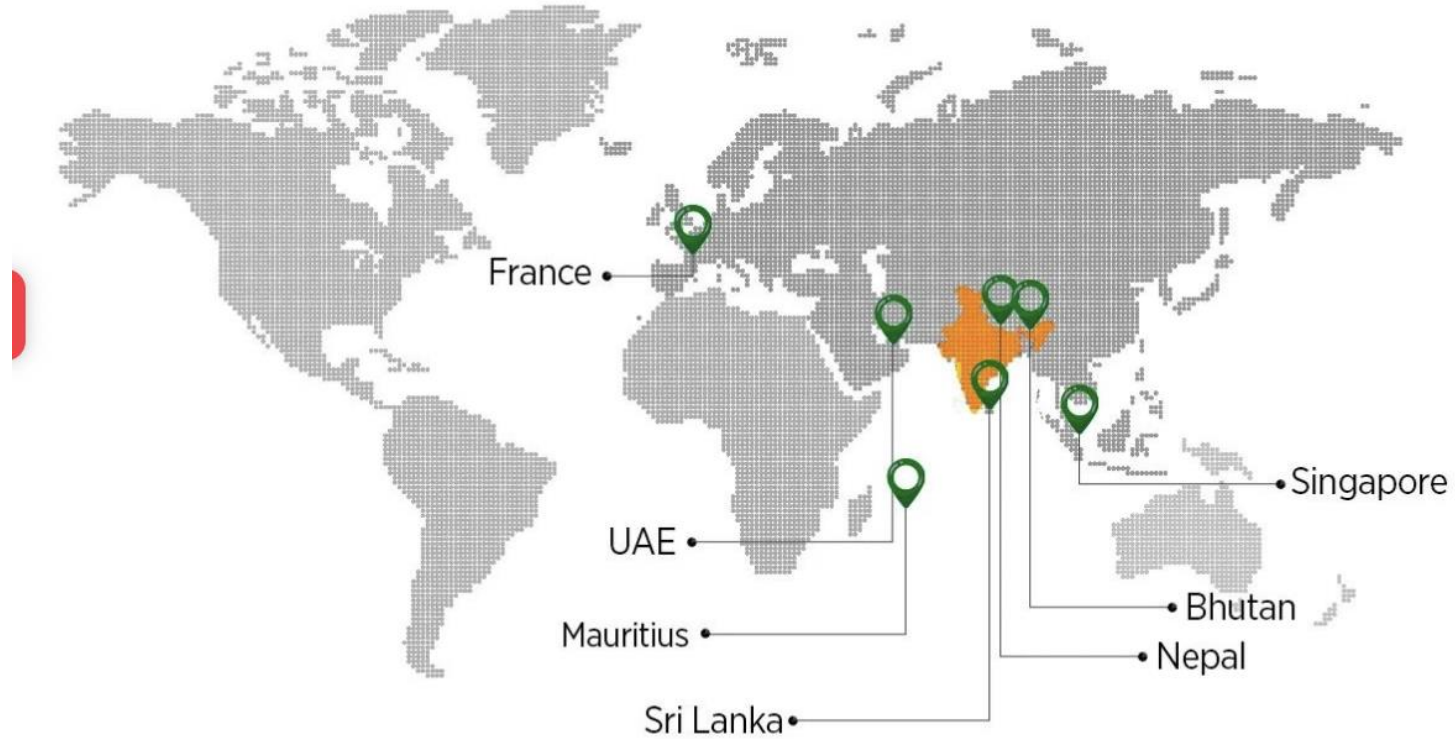 France
Singapore
UAE
Bhutan
Mauritius
Nepal
Sri Lanka